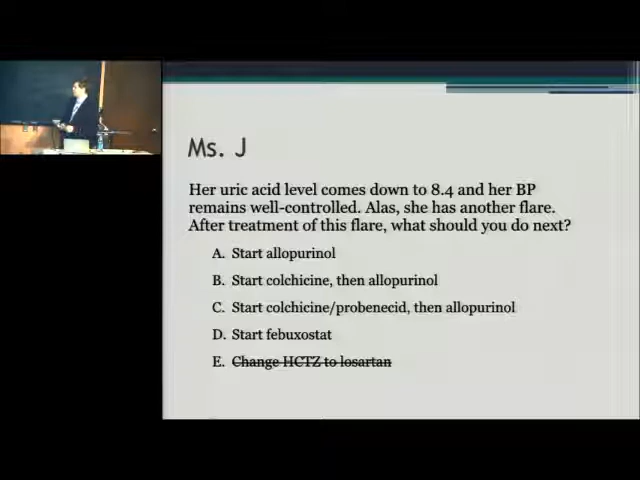 Ms. J
Her uric acid level comes down to 8.4 and her BP
remains well-controlled. Alas, she has another flare.
After treatment of this flare, what should you do next?
A. Start allopurinol
B. Start colchicine, then allopurinol
C. Start colchicine/probenecid, then allopurinol
D. Start febuxostat
E. Change HCTZ to losartan